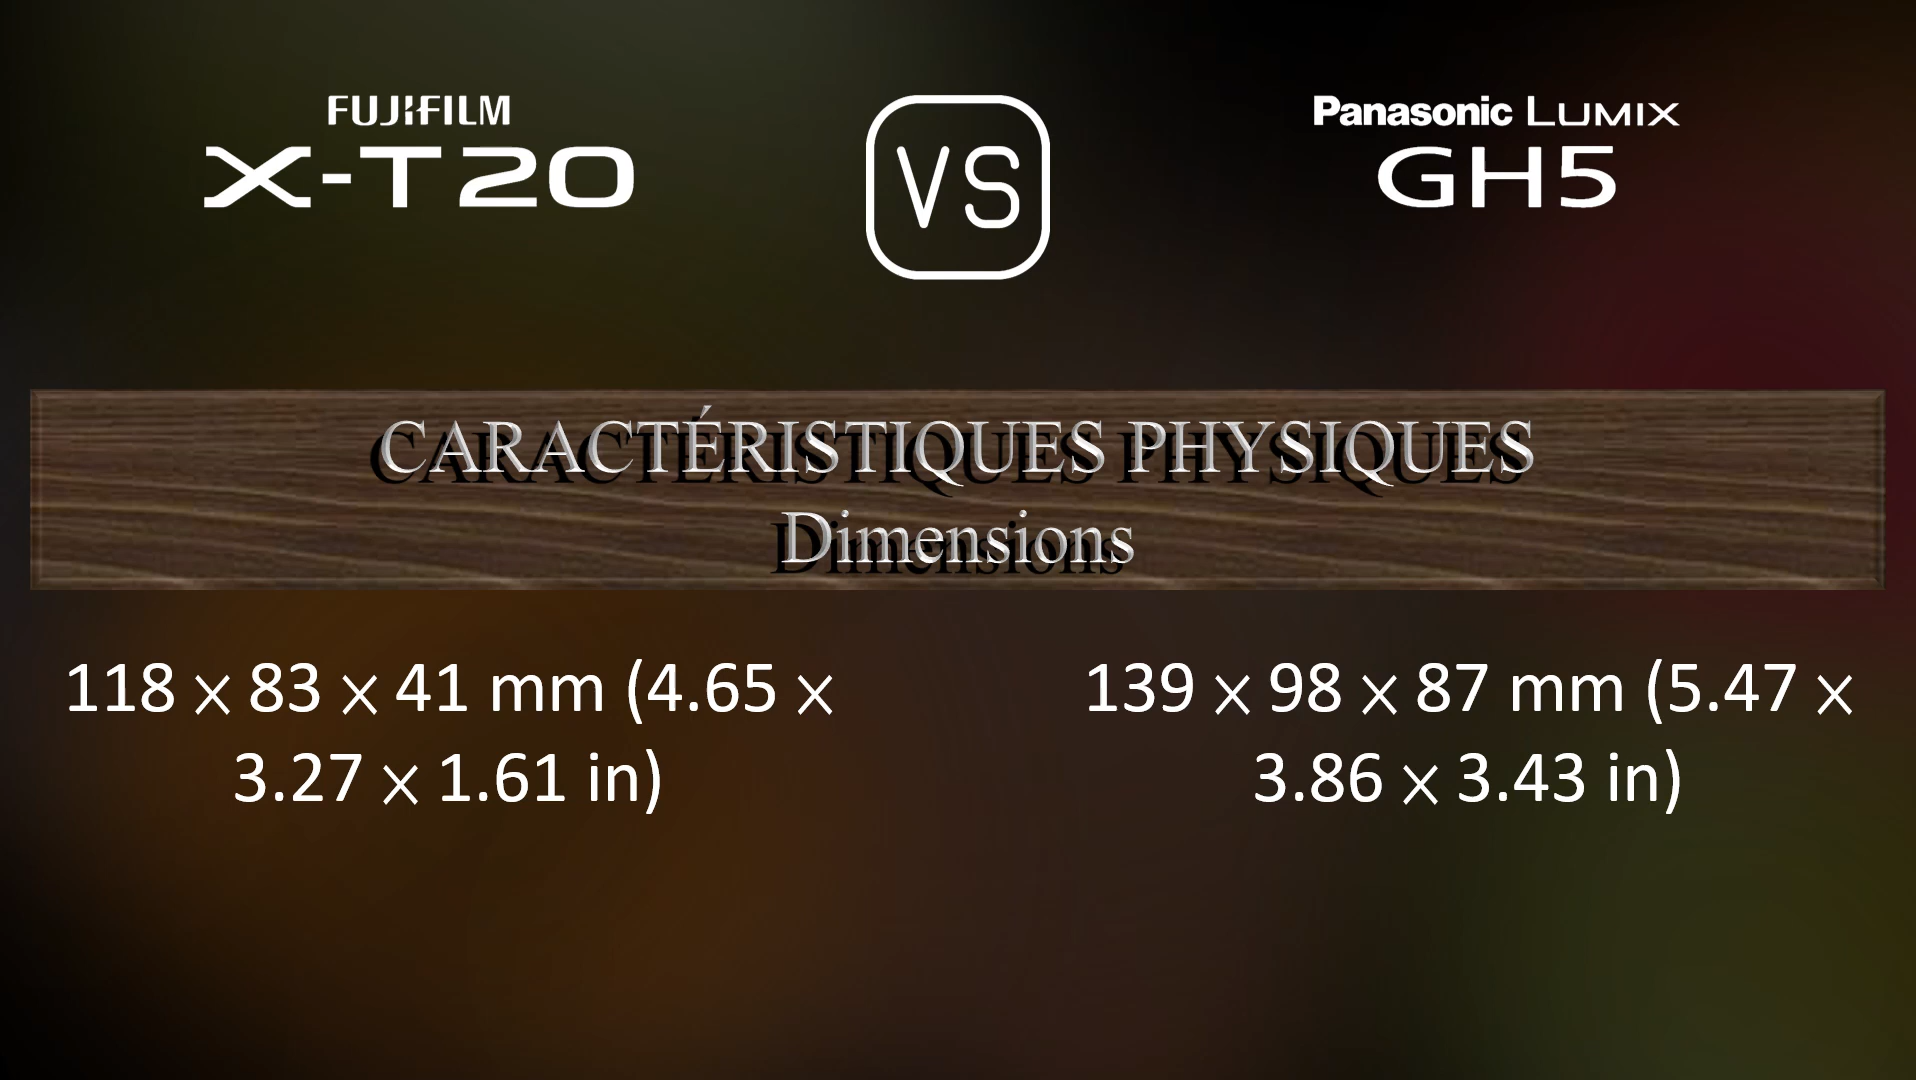 FUJIFILM
X-T20
VS
Panasonic LUMIX
GH5
CARACTÉRISTIQUES PHYSIQUES
Dimensions
118 x 83 x 41 mm (4.65 x
3.27 x 1.61 in)
139 x 98 x 87 mm (5.47 x
3.86 x 3.43 in)